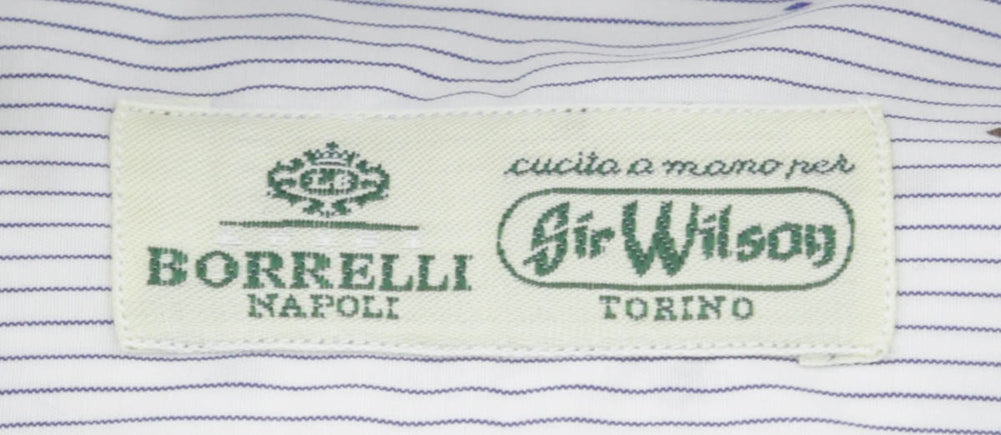 BORRELLI
NAPOLI
cucita a mano per
Sir Wilson
TORINO